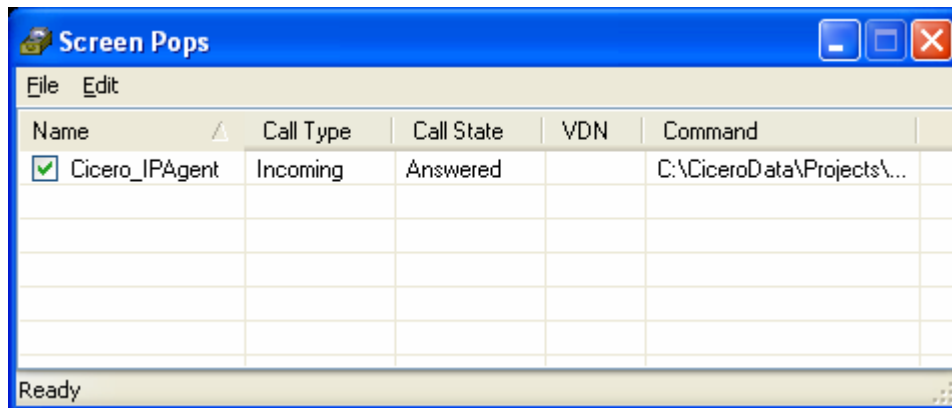 Screen Pops
File Edit
Name Call Type Call State VDN Command
Cicero_IPAgent Incoming Answered C:\CiceroData\Projects\...
Ready